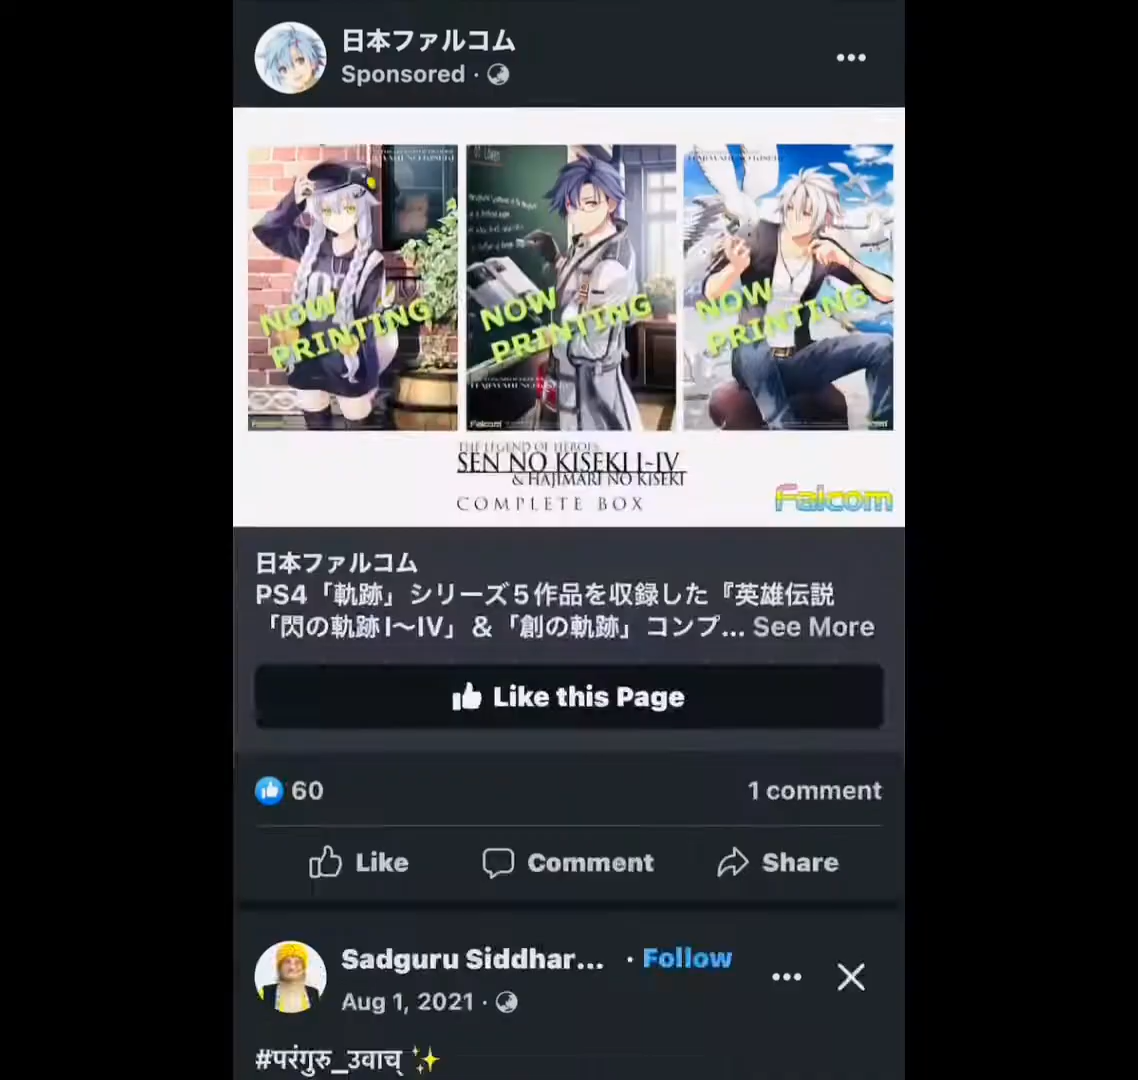 日本ファルコム
Sponsored ·
NOW
PRINTING
NOW
PRINTING
NOW
PRINTING
THE LEGEND OF HEROES:
SEN NO KISEKI I~IV
& HAJIMARI NO KISEKI
COMPLETE BOX
Falcom
日本ファルコム
PS4「軌跡」シリーズ5作品を収録した『英雄伝説
「閃の軌跡I～IV」＆「創の軌跡」コンプ... See More
Like this Page
60
1 comment
Like
Comment
Share
Sadguru Siddhar... · Follow
Aug 1, 2021 ·
#परंगुरु_उवाच्